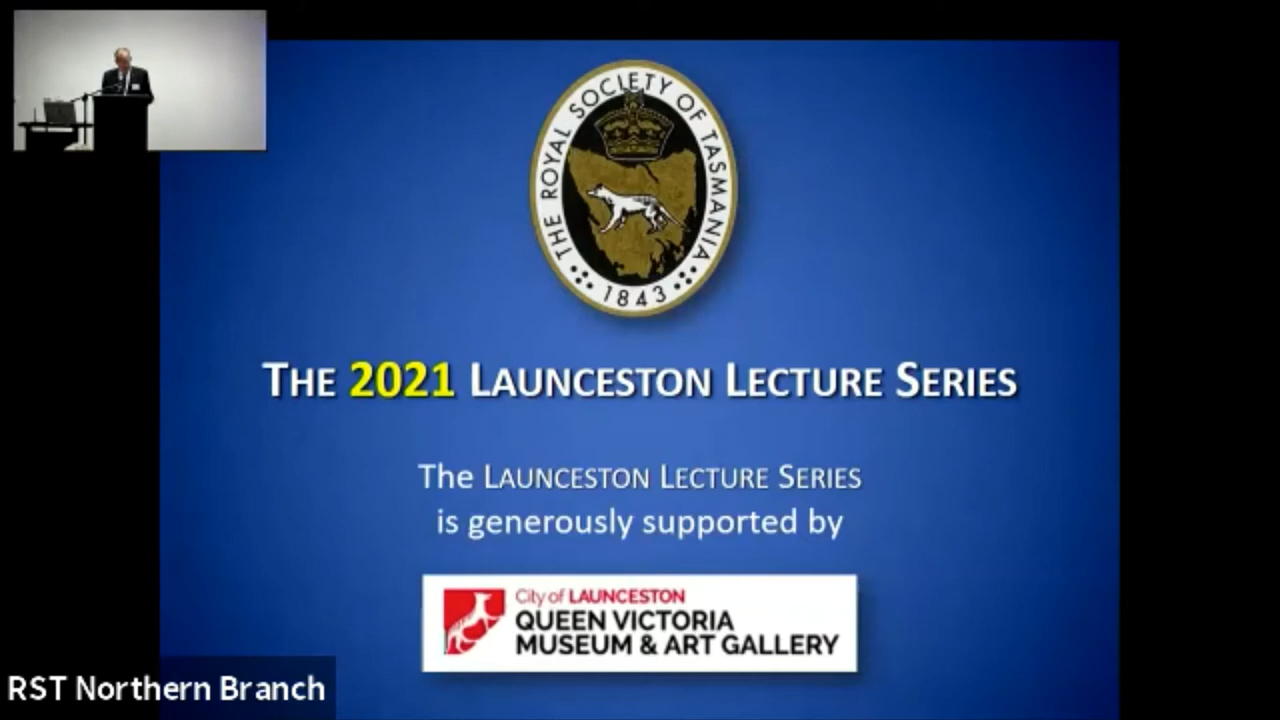 THE ROYAL SOCIETY OF TASMANIA
1843
THE 2021 LAUNCESTON LECTURE SERIES
The LAUNCESTON LECTURE SERIES
is generously supported by
City of LAUNCESTON
QUEEN VICTORIA
MUSEUM & ART GALLERY
RST Northern Branch